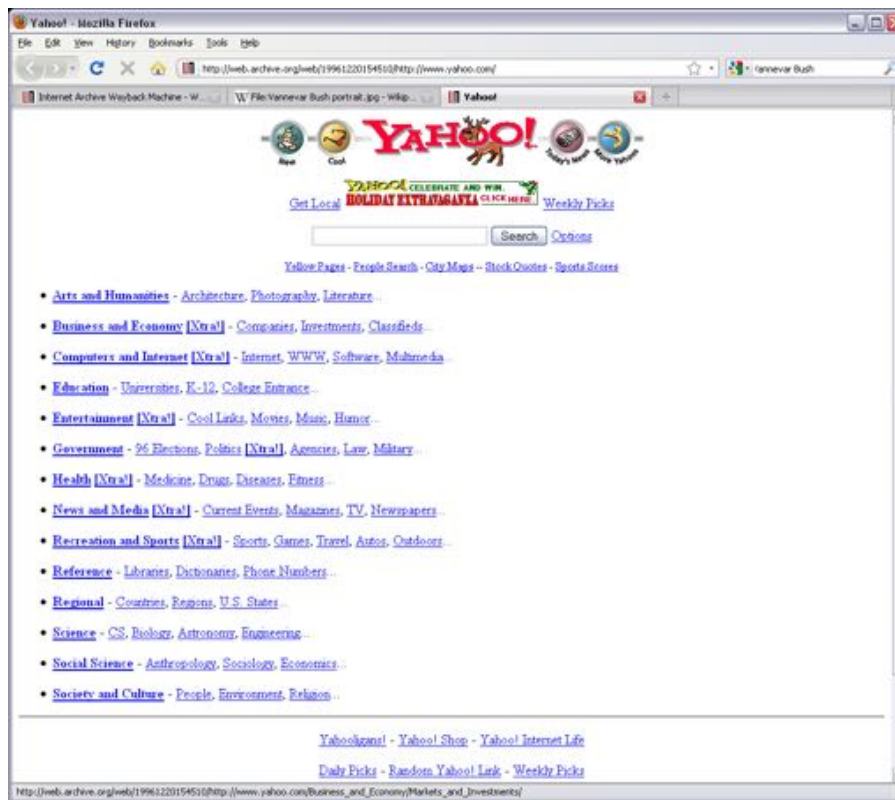 Yahoo! - Mozilla Firefox
File Edit View History Bookmarks Tools Help
http://web.archive.org/web/19961220154510/http://www.yahoo.com/ vannevar Bush
Internet Archive Wayback Machine - W... File:Vannevar Bush portrait.jpg - Wikip... Yahoo!
New Cool YAHOO! Today's News More Yahoos
Get Local YAHOO! CELEBRATE AND WIN. HOLIDAY EXTRAVAGANZA CLICK HERE Weekly Picks
Search Options
Yellow Pages - People Search - City Maps -- Stock Quotes - Sports Scores
• Arts and Humanities - Architecture, Photography, Literature...
• Business and Economy [Xtra!] - Companies, Investments, Classifieds...
• Computers and Internet [Xtra!] - Internet, WWW, Software, Multimedia...
• Education - Universities, K-12, College Entrance...
• Entertainment [Xtra!] - Cool Links, Movies, Music, Humor...
• Government - 96 Elections, Politics [Xtra!], Agencies, Law, Military...
• Health [Xtra!] - Medicine, Drugs, Diseases, Fitness...
• News and Media [Xtra!] - Current Events, Magazines, TV, Newspapers...
• Recreation and Sports [Xtra!] - Sports, Games, Travel, Autos, Outdoors...
• Reference - Libraries, Dictionaries, Phone Numbers...
• Regional - Countries, Regions, U.S. States...
• Science - CS, Biology, Astronomy, Engineering...
• Social Science - Anthropology, Sociology, Economics...
• Society and Culture - People, Environment, Religion...
Yahooligans! - Yahoo! Shop - Yahoo! Internet Life
Daily Picks - Random Yahoo! Link - Weekly Picks
http://web.archive.org/web/19961220154510/http://www.yahoo.com/Business_and_Economy/Markets_and_Investments/